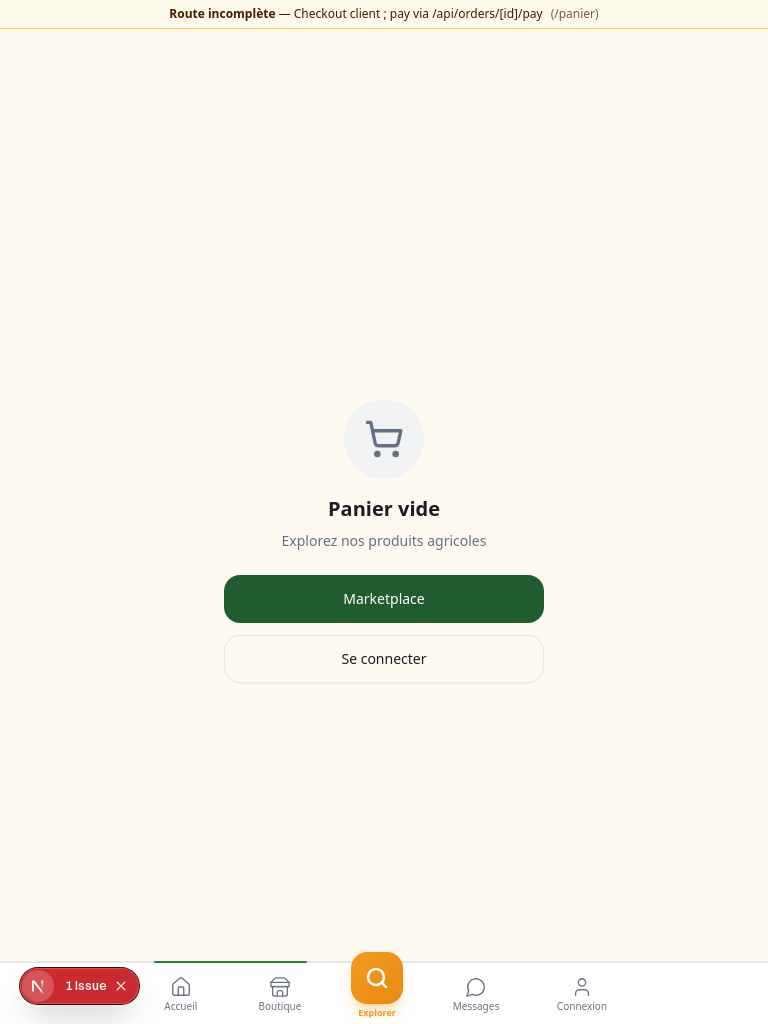 Route incomplète — Checkout client ; pay via /api/orders/[id]/pay (/panier)
Panier vide
Explorez nos produits agricoles
Marketplace
Se connecter
N 1 Issue
Accueil
Boutique
Explorer
Messages
Connexion